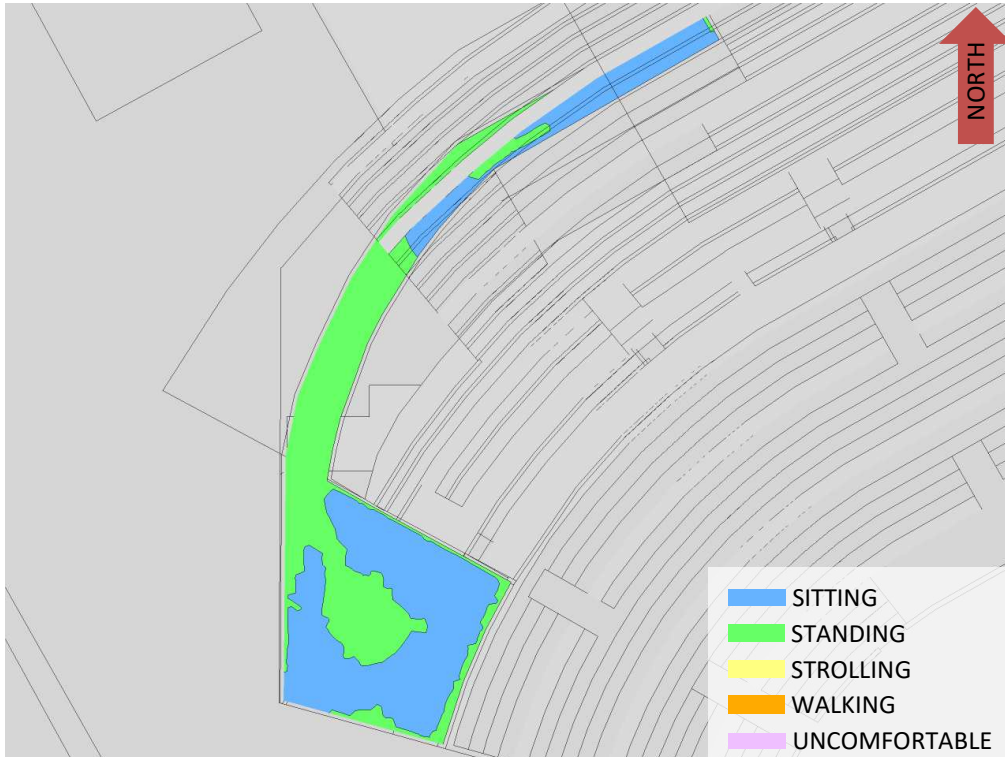 NORTH
SITTING
STANDING
STROLLING
WALKING
UNCOMFORTABLE